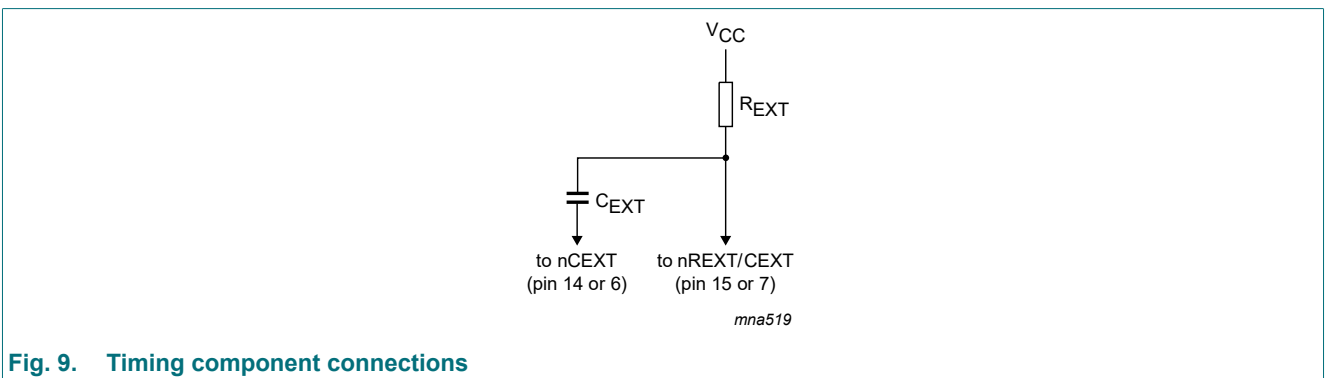 VCC
REXT
CEXT
to nCEXT
(pin 14 or 6)
to nREXT/CEXT
(pin 15 or 7)
mna519
Fig. 9. Timing component connections